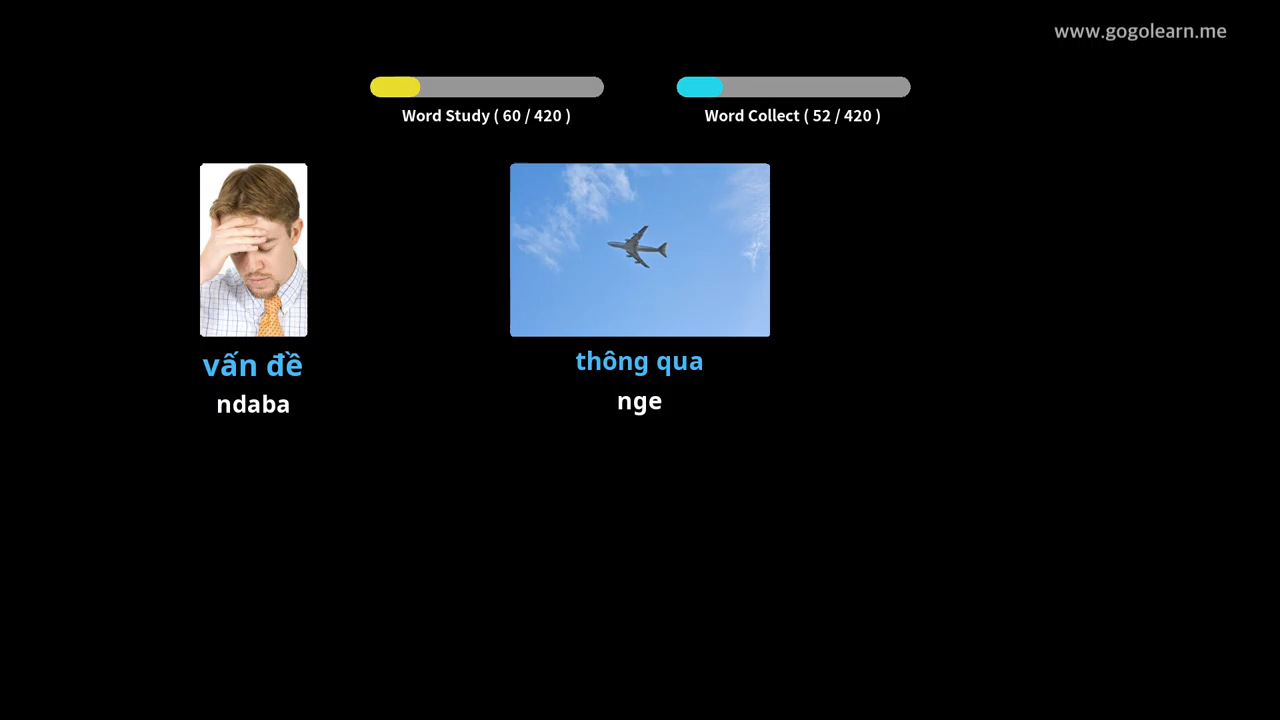 www.gogolearn.me
Word Study ( 60 / 420 )
Word Collect ( 52 / 420 )
vấn đề
ndaba
thông qua
nge